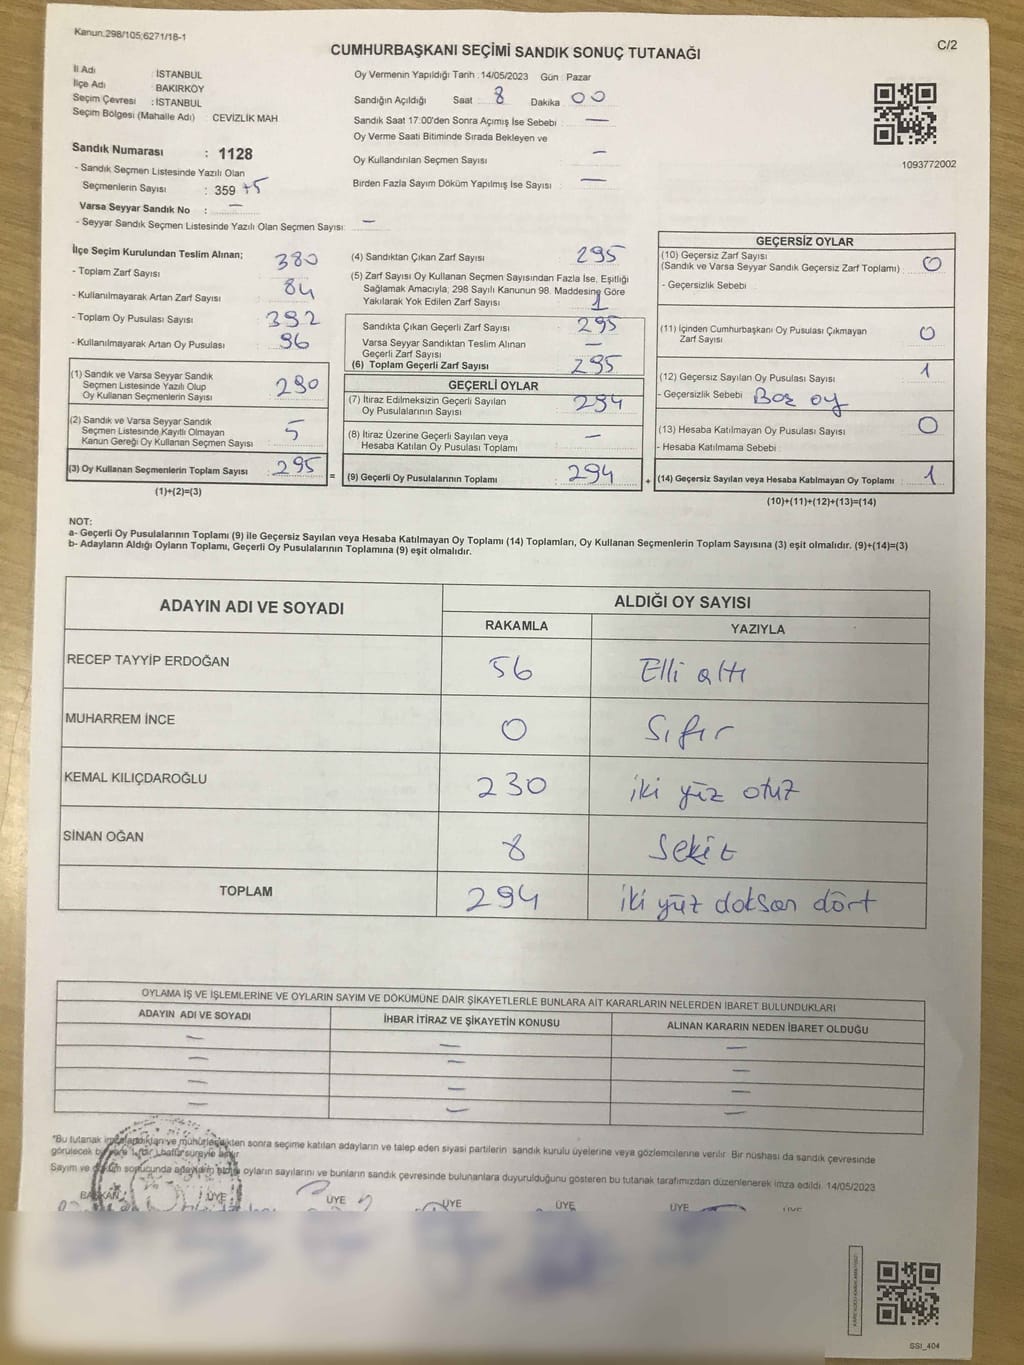 Kanun.298/105;6271/18-1
C/2
CUMHURBAŞKANI SEÇİMİ SANDIK SONUÇ TUTANAĞI
İl Adı : İSTANBUL
İlçe Adı : BAKIRKÖY
Seçim Çevresi : İSTANBUL
Seçim Bölgesi (Mahalle Adı) CEVİZLİK MAH
Sandık Numarası : 1128
- Sandık Seçmen Listesinde Yazılı Olan
Seçmenlerin Sayısı : 359 +5
Varsa Seyyar Sandık No : —
- Seyyar Sandık Seçmen Listesinde Yazılı Olan Seçmen Sayısı: —
Oy Vermenin Yapıldığı Tarih : 14/05/2023 Gün : Pazar
Sandığın Açıldığı Saat 8 Dakika 00
Sandık Saat 17:00'den Sonra Açımış İse Sebebi : —
Oy Verme Saati Bitiminde Sırada Bekleyen ve
Oy Kullandırılan Seçmen Sayısı —
Birden Fazla Sayım Döküm Yapılmış İse Sayısı : —
1093772002
İlçe Seçim Kurulundan Teslim Alınan;
- Toplam Zarf Sayısı 380
- Kullanılmayarak Artan Zarf Sayısı 84
- Toplam Oy Pusulası Sayısı 392
- Kullanılmayarak Artan Oy Pusulası 96
(1) Sandık ve Varsa Seyyar Sandık
Seçmen Listesinde Yazılı Olup
Oy Kullanan Seçmenlerin Sayısı 290
(2) Sandık ve Varsa Seyyar Sandık
Seçmen Listesinde Kayıtlı Olmayan
Kanun Gereği Oy Kullanan Seçmen Sayısı 5
(3) Oy Kullanan Seçmenlerin Toplam Sayısı : 295 =
(1)+(2)=(3)
(4) Sandıktan Çıkan Zarf Sayısı 295
(5) Zarf Sayısı Oy Kullanan Seçmen Sayısından Fazla İse, Eşitliği
Sağlamak Amacıyla, 298 Sayılı Kanunun 98. Maddesine Göre
Yakılarak Yok Edilen Zarf Sayısı 1
Sandıkta Çıkan Geçerli Zarf Sayısı 295
Varsa Seyyar Sandıktan Teslim Alınan
Geçerli Zarf Sayısı —
(6) Toplam Geçerli Zarf Sayısı 295
GEÇERLİ OYLAR
(7) İtiraz Edilmeksizin Geçerli Sayılan
Oy Pusulalarının Sayısı 294
(8) İtiraz Üzerine Geçerli Sayılan veya
Hesaba Katılan Oy Pusulası Toplamı —
(9) Geçerli Oy Pusulalarının Toplamı 294 +
GEÇERSİZ OYLAR
(10) Geçersiz Zarf Sayısı
(Sandık ve Varsa Seyyar Sandık Geçersiz Zarf Toplamı) 0
- Geçersizlik Sebebi
(11) İçinden Cumhurbaşkanı Oy Pusulası Çıkmayan
Zarf Sayısı 0
(12) Geçersiz Sayılan Oy Pusulası Sayısı 1
- Geçersizlik Sebebi Boş oy
(13) Hesaba Katılmayan Oy Pusulası Sayısı 0
- Hesaba Katılmama Sebebi
(14) Geçersiz Sayılan veya Hesaba Katılmayan Oy Toplamı 1
(10)+(11)+(12)+(13)=(14)
NOT:
a- Geçerli Oy Pusulalarının Toplamı (9) ile Geçersiz Sayılan veya Hesaba Katılmayan Oy Toplamı (14) Toplamları, Oy Kullanan Seçmenlerin Toplam Sayısına (3) eşit olmalıdır. (9)+(14)=(3)
b- Adayların Aldığı Oyların Toplamı, Geçerli Oy Pusulalarının Toplamına (9) eşit olmalıdır.
ADAYIN ADI VE SOYADI ALDIĞI OY SAYISI
RAKAMLA YAZIYLA
RECEP TAYYİP ERDOĞAN 56 Elli altı
MUHARREM İNCE 0 Sıfır
KEMAL KILIÇDAROĞLU 230 iki yüz otuz
SİNAN OĞAN 8 Sekiz
TOPLAM 294 iki yüz doksan dört
OYLAMA İŞ VE İŞLEMLERİNE VE OYLARIN SAYIM VE DÖKÜMÜNE DAİR ŞİKAYETLERLE BUNLARA AİT KARARLARIN NELERDEN İBARET BULUNDUKLARI
ADAYIN ADI VE SOYADI İHBAR İTİRAZ VE ŞİKAYETİN KONUSU ALINAN KARARIN NEDEN İBARET OLDUĞU
— — —
— — —
— — —
— — —
*Bu tutanak imzalandıktan ve mühürlendikten sonra seçime katılan adayların ve talep eden siyasi partilerin sandık kurulu üyelerine veya gözlemcilerine verilir. Bir nüshası da sandık çevresinde
görülecek bir yere 1 hafta süreyle asılır.
Sayım ve döküm sonucunda adayların aldığı oyların sayılarını ve bunların sandık çevresinde bulunanlara duyurulduğunu gösteren bu tutanak tarafımızdan düzenlenerek imza edildi. 14/05/2023
BAŞKAN ÜYE ÜYE ÜYE ÜYE ÜYE ÜYE
SSI_404